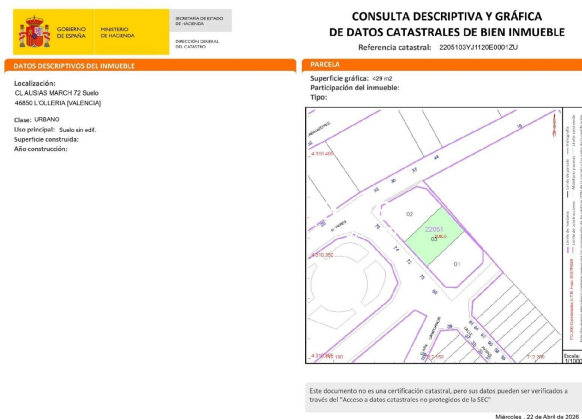 GOBIERNO
DE ESPAÑA
MINISTERIO
DE HACIENDA
SECRETARÍA DE ESTADO
DE HACIENDA
DIRECCIÓN GENERAL
DEL CATASTRO
CONSULTA DESCRIPTIVA Y GRÁFICA
DE DATOS CATASTRALES DE BIEN INMUEBLE
Referencia catastral: 2205103YJ1120E0001ZU
DATOS DESCRIPTIVOS DEL INMUEBLE
Localización:
CL AUSIAS MARCH 72 Suelo
46850 L'OLLERIA [VALENCIA]
Clase: URBANO
Uso principal: Suelo sin edif.
Superficie construida:
Año construcción:
PARCELA
Superficie gráfica: 429 m2
Participación del inmueble:
Tipo:
02
22051
03
SUELO
01
Escala:
1/1000
Este documento no es una certificación catastral, pero sus datos pueden ser verificados a
través del "Acceso a datos catastrales no protegidos de la SEC"
Miércoles , 22 de Abril de 2026